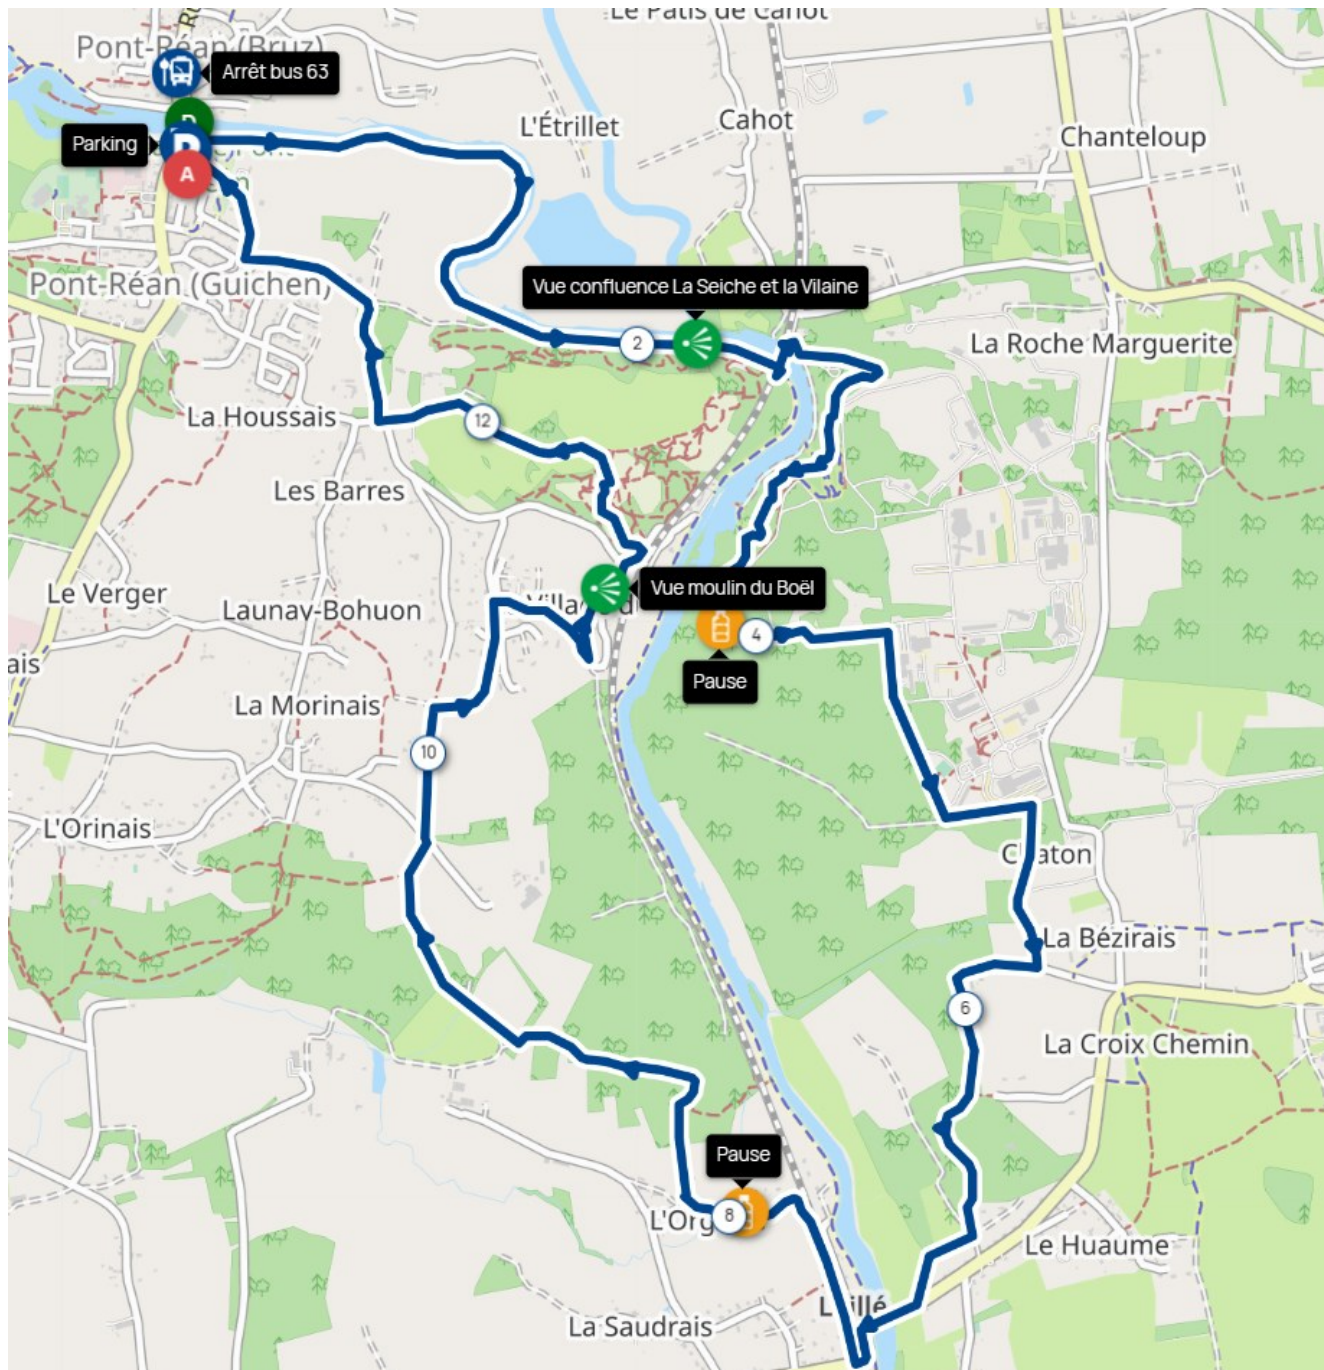 Le Patis de Cahot
Pont-Réan (Bruz)
Arrêt bus 63
L'Étrillet
Cahot
Chanteloup
D
Parking
P
A
Pont-Réan (Guichen)
Vue confluence La Seiche et la Vilaine
2
La Roche Marguerite
La Houssais
12
Les Barres
Le Verger
Launay-Bohuon
Vue moulin du Boël
4
Pause
ais
La Morinais
10
L'Orinais
La Bézirais
6
La Croix Chemin
Pause
8
Le Huaume
La Saudrais